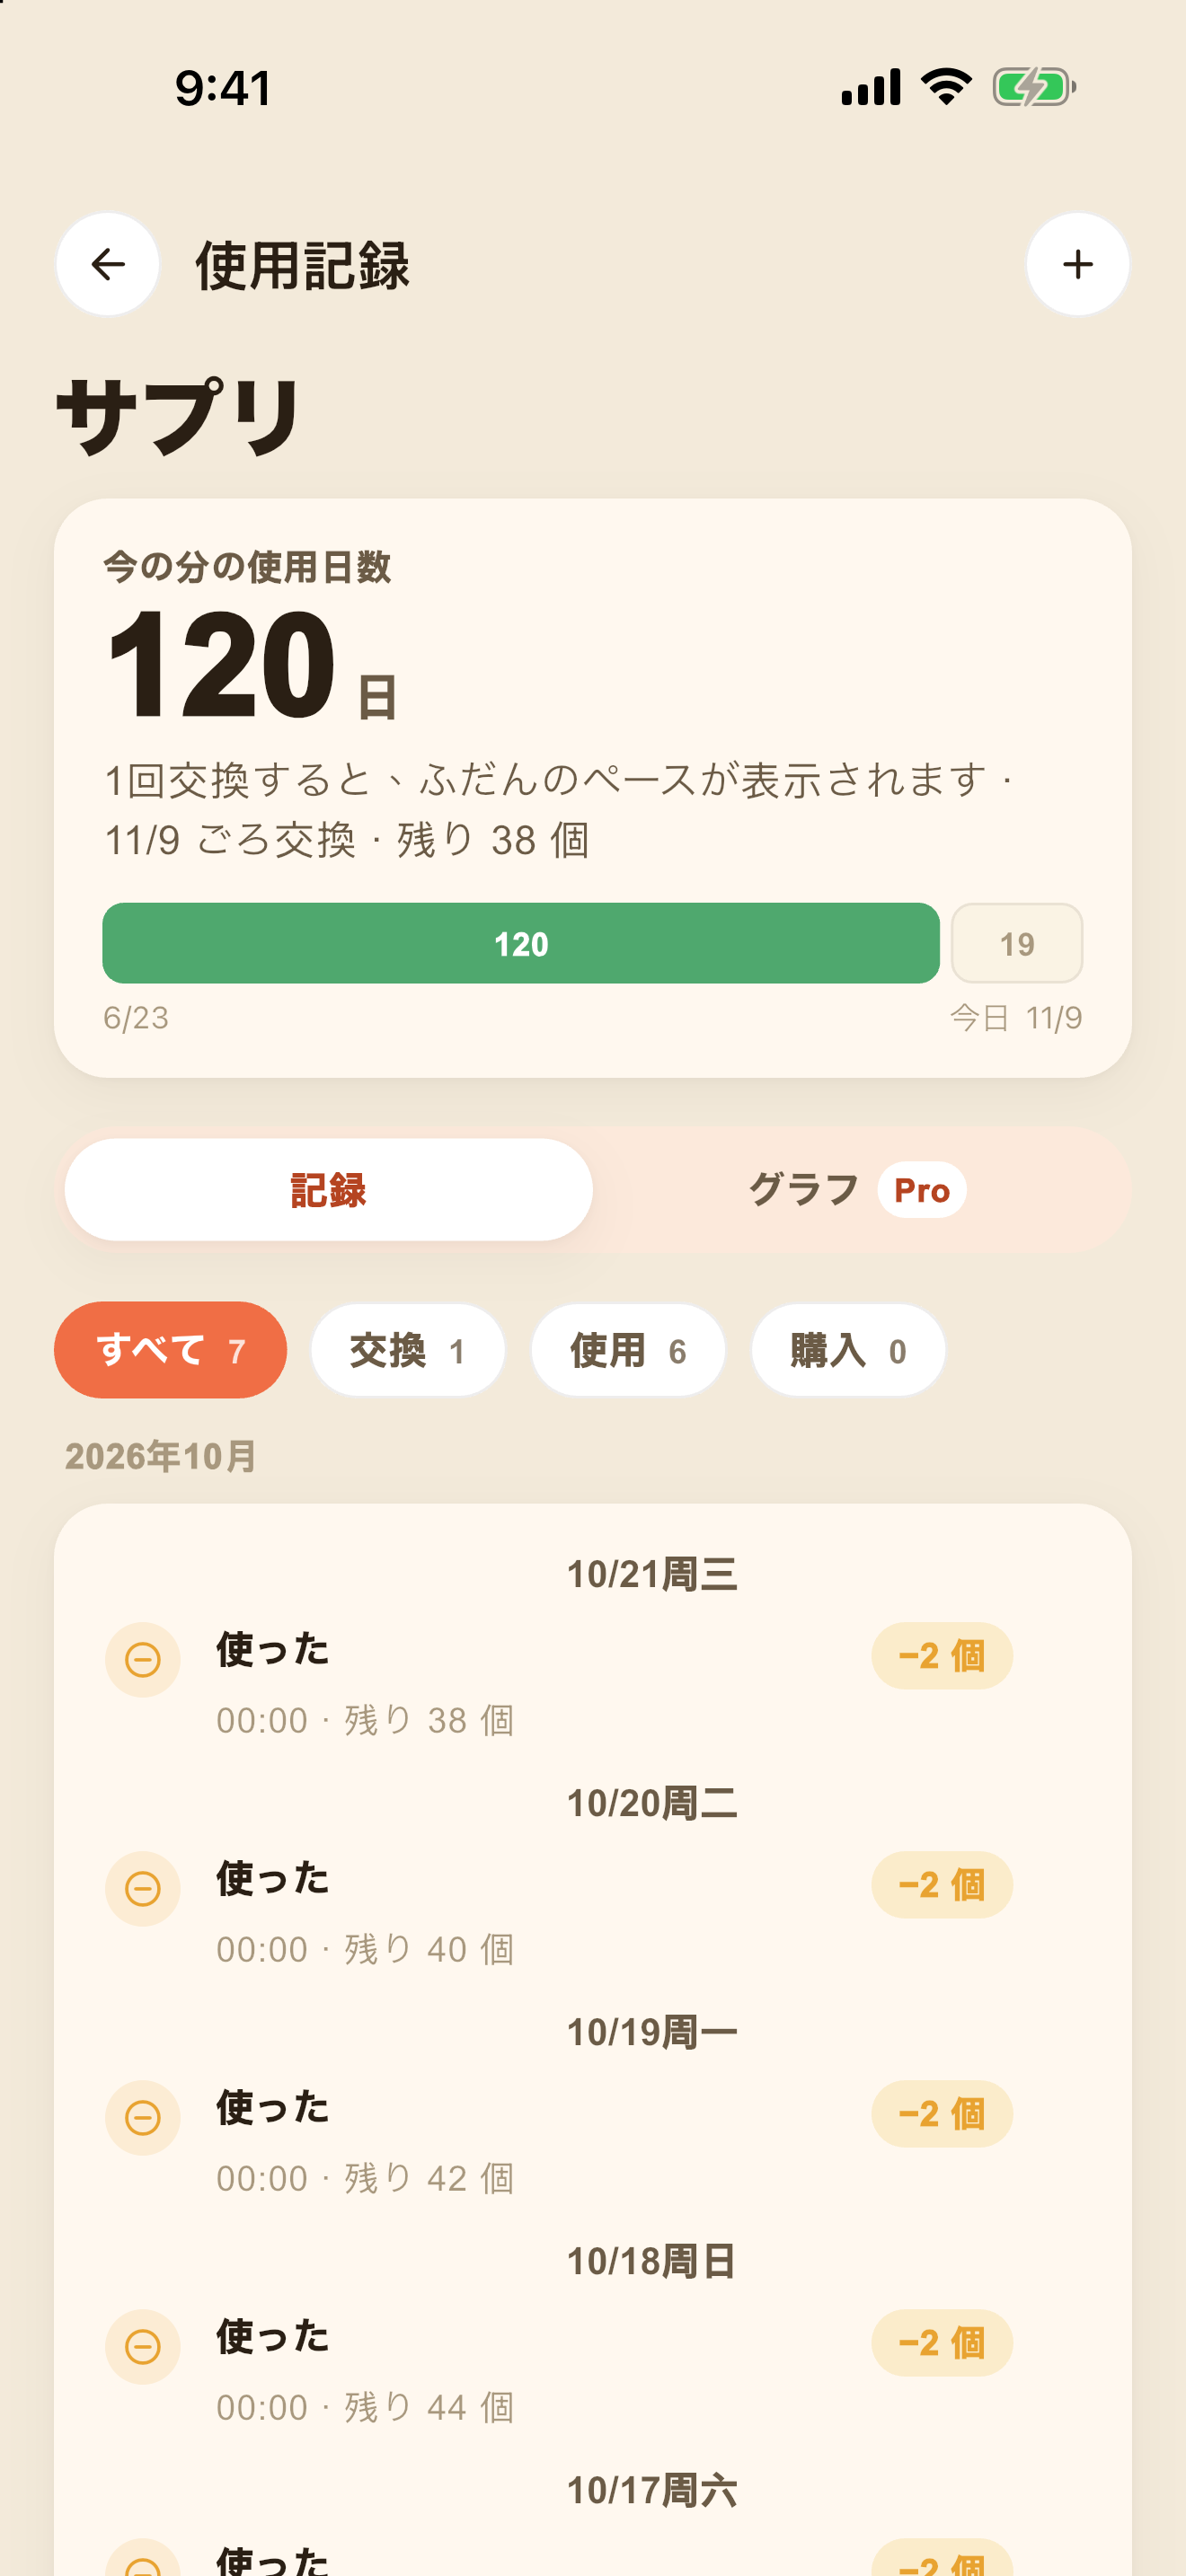 9:41
使用記録
サプリ
今の分の使用日数
120 日
1回交換すると、ふだんのペースが表示されます ·
11/9 ごろ交換 · 残り 38 個
120 19
6/23 今日 11/9
記録 グラフ Pro
すべて 7 交換 1 使用 6 購入 0
2026年10月
10/21周三
使った −2 個
00:00 · 残り 38 個
10/20周二
使った −2 個
00:00 · 残り 40 個
10/19周一
使った −2 個
00:00 · 残り 42 個
10/18周日
使った −2 個
00:00 · 残り 44 個
10/17周六
使った −2 個